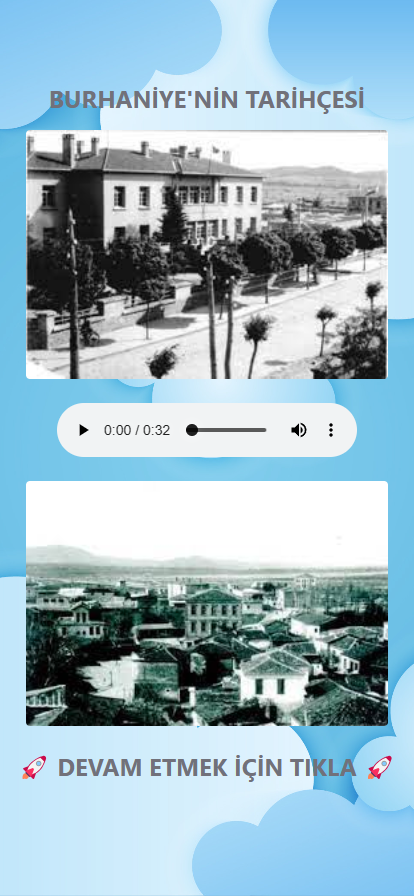 BURHANİYE'NİN TARİHÇESİ
0:00 / 0:32
🚀 DEVAM ETMEK İÇİN TIKLA 🚀